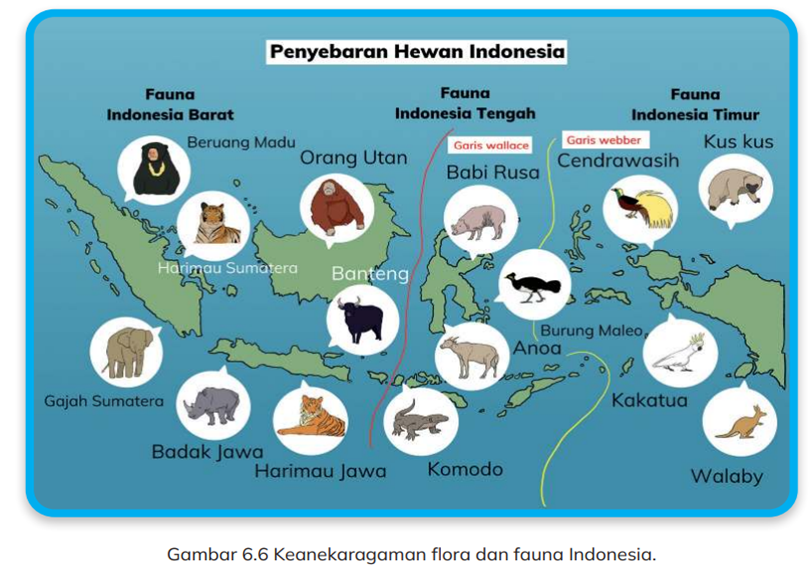 Penyebaran Hewan Indonesia
Fauna
Indonesia Barat
Fauna
Indonesia Tengah
Fauna
Indonesia Timur
Garis wallace
Garis webber
Beruang Madu
Orang Utan
Babi Rusa
Cendrawasih
Kus kus
Harimau Sumatera
Banteng
Burung Maleo
Anoa
Gajah Sumatera
Kakatua
Badak Jawa
Harimau Jawa
Komodo
Walaby
Gambar 6.6 Keanekaragaman flora dan fauna Indonesia.